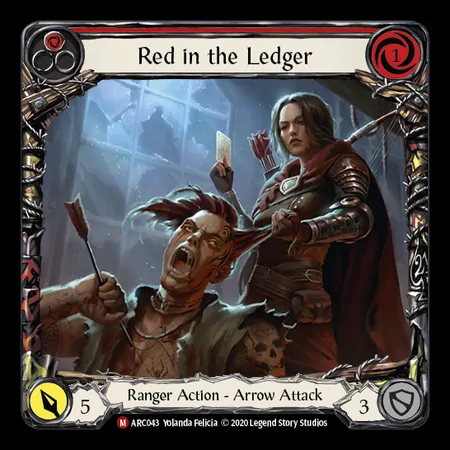 Red in the Ledger
1
5
Ranger Action - Arrow Attack
3
M ARC043 Yolanda Felicia © 2020 Legend Story Studios